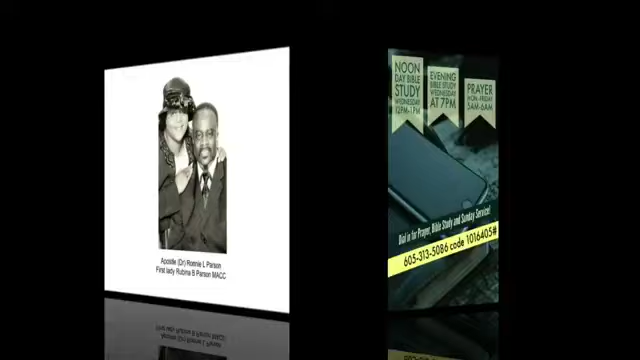 Apostle (Dr) Ronnie L Parson
First lady Rubina B Parson MACC
NOON
DAY BIBLE
STUDY
WEDNESDAY
12PM-1PM
EVENING
BIBLE STUDY
WEDNESDAY
AT 7PM
PRAYER
MON-FRIDAY
5AM-6AM
Dial in for Prayer, Bible Study and Sunday Service!
605-313-5086 code 1016405#